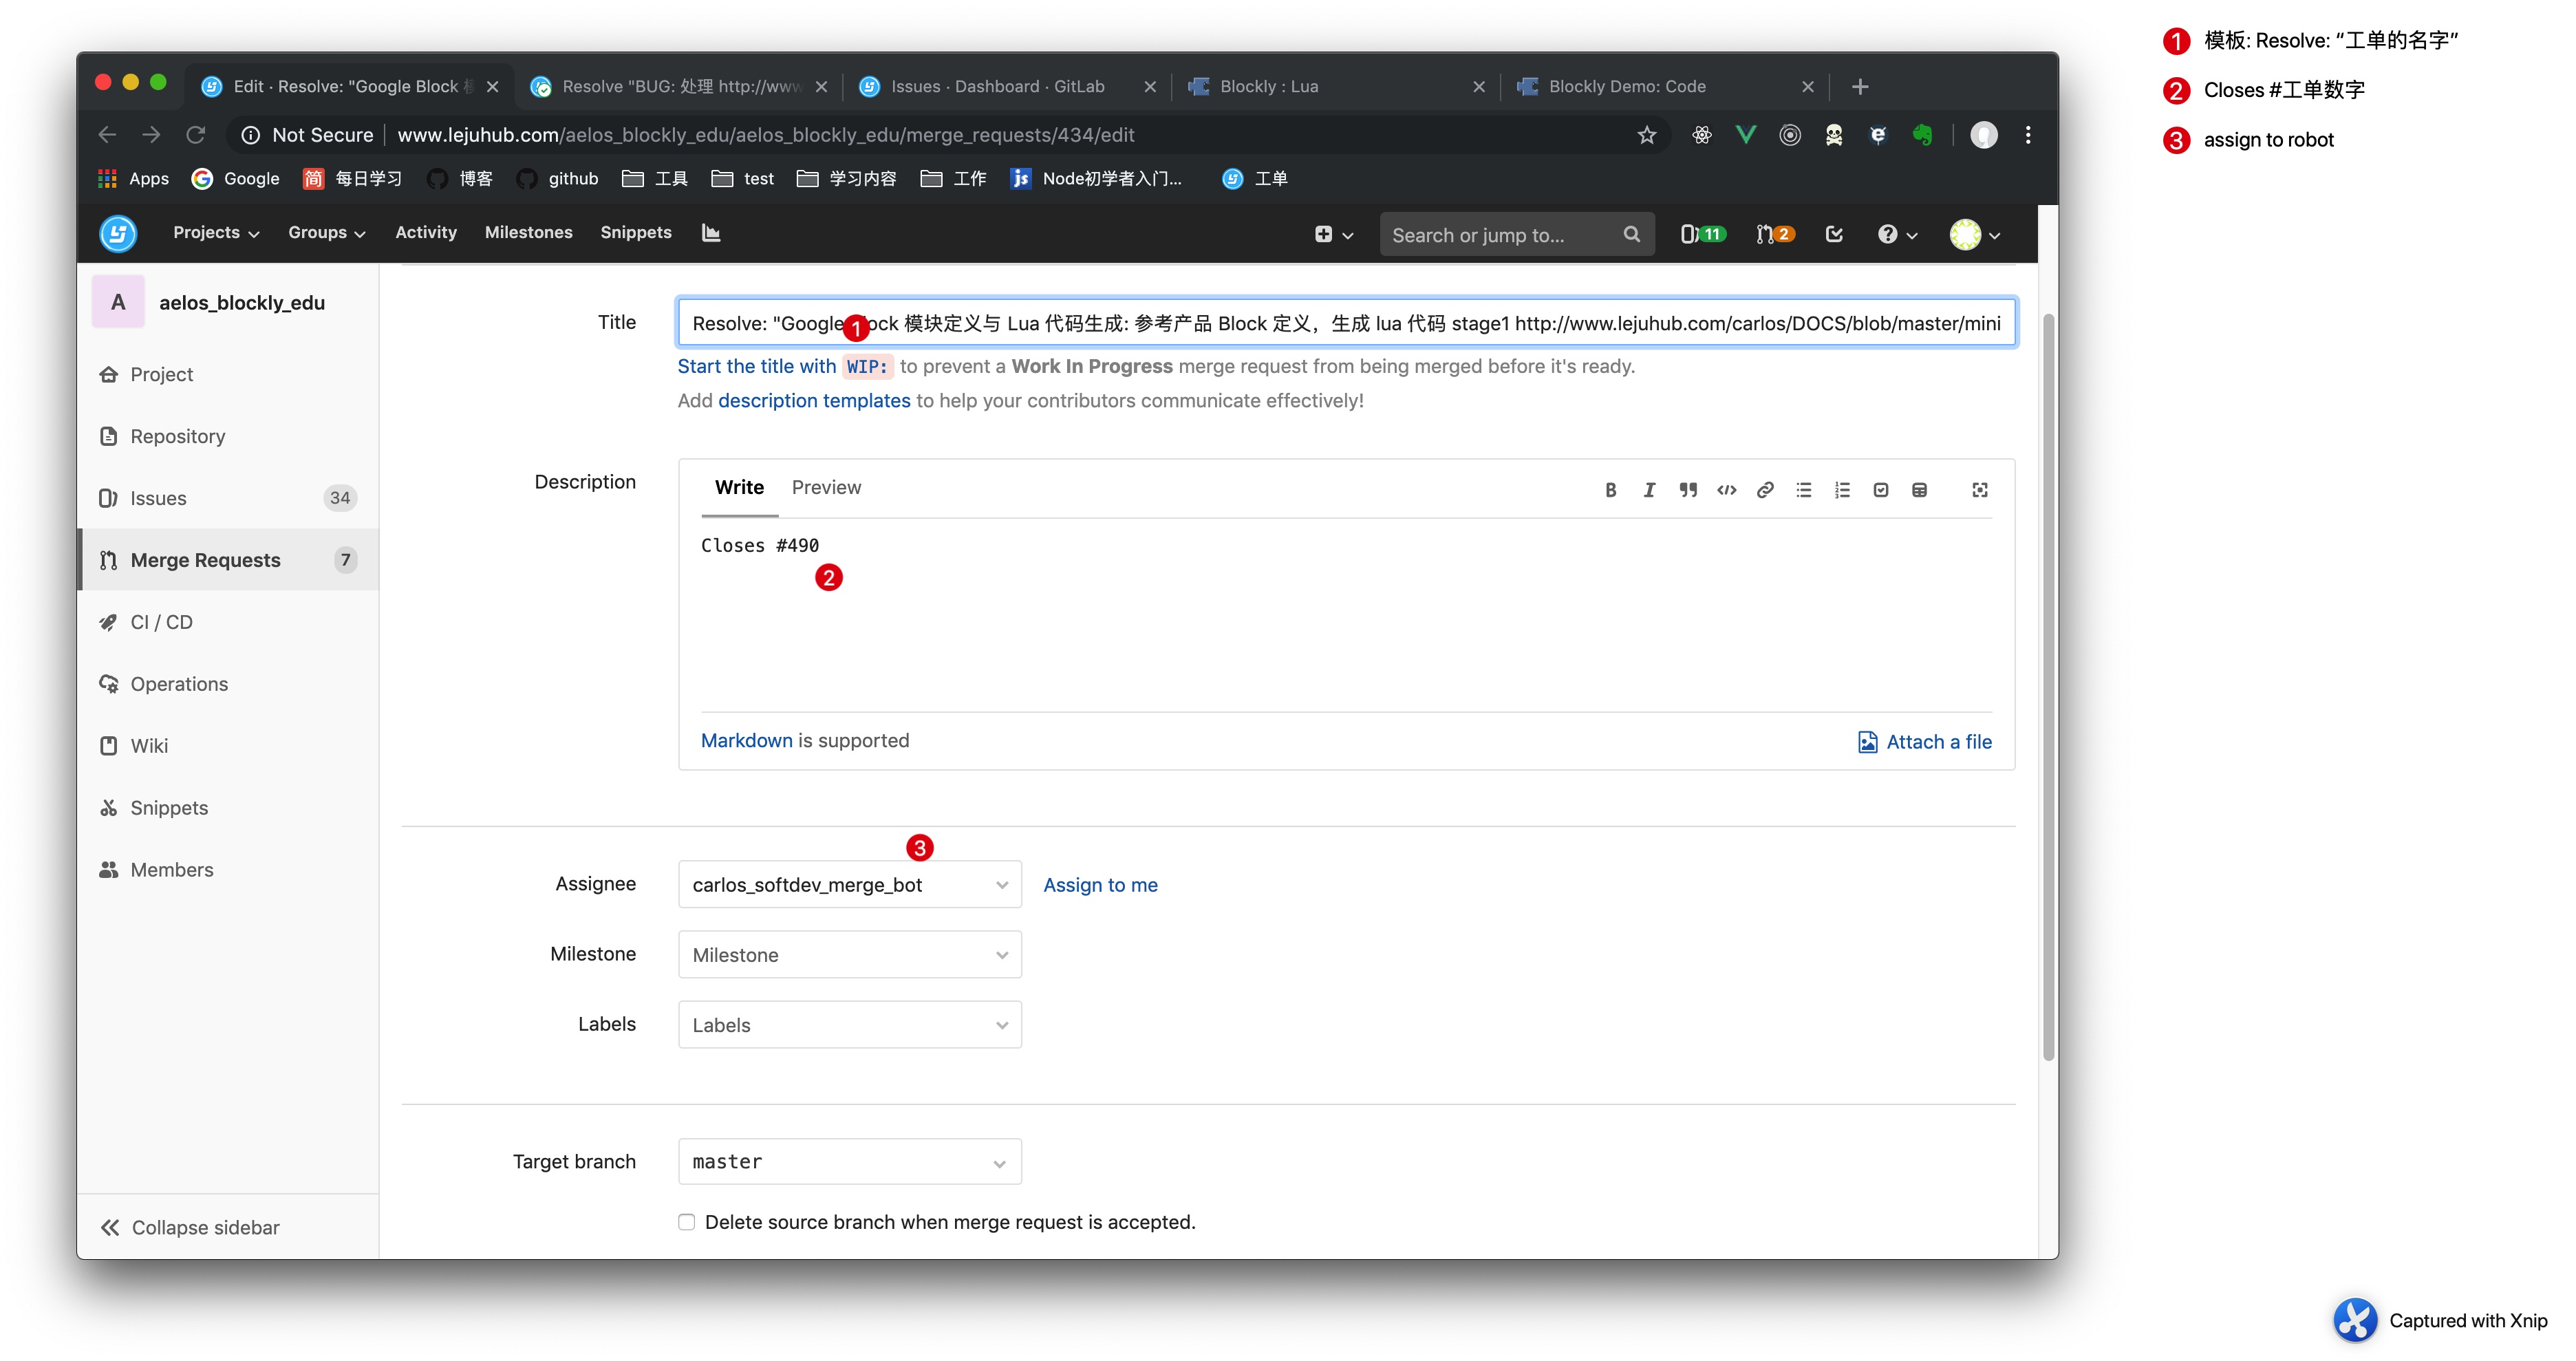 1 模板: Resolve: “工单的名字”
2 Closes #工单数字
3 assign to robot
Edit · Resolve: "Google Block
Resolve "BUG: 处理 http://www
Issues · Dashboard · GitLab
Blockly : Lua
Blockly Demo: Code
Not Secure www.lejuhub.com/aelos_blockly_edu/aelos_blockly_edu/merge_requests/434/edit
Apps Google 简 每日学习 博客 github 工具 test 学习内容 工作 js Node初学者入门... 工单
Projects Groups Activity Milestones Snippets Search or jump to... 11 2
A aelos_blockly_edu
Project
Repository
Issues 34
Merge Requests 7
CI / CD
Operations
Wiki
Snippets
Members
Collapse sidebar
Title
Resolve: "Google 1 ock 模块定义与 Lua 代码生成: 参考产品 Block 定义，生成 lua 代码 stage1 http://www.lejuhub.com/carlos/DOCS/blob/master/mini
Start the title with WIP: to prevent a Work In Progress merge request from being merged before it's ready.
Add description templates to help your contributors communicate effectively!
Description
Write Preview
Closes #490
2
Markdown is supported
Attach a file
3
Assignee carlos_softdev_merge_bot Assign to me
Milestone Milestone
Labels Labels
Target branch master
Delete source branch when merge request is accepted.
Captured with Xnip